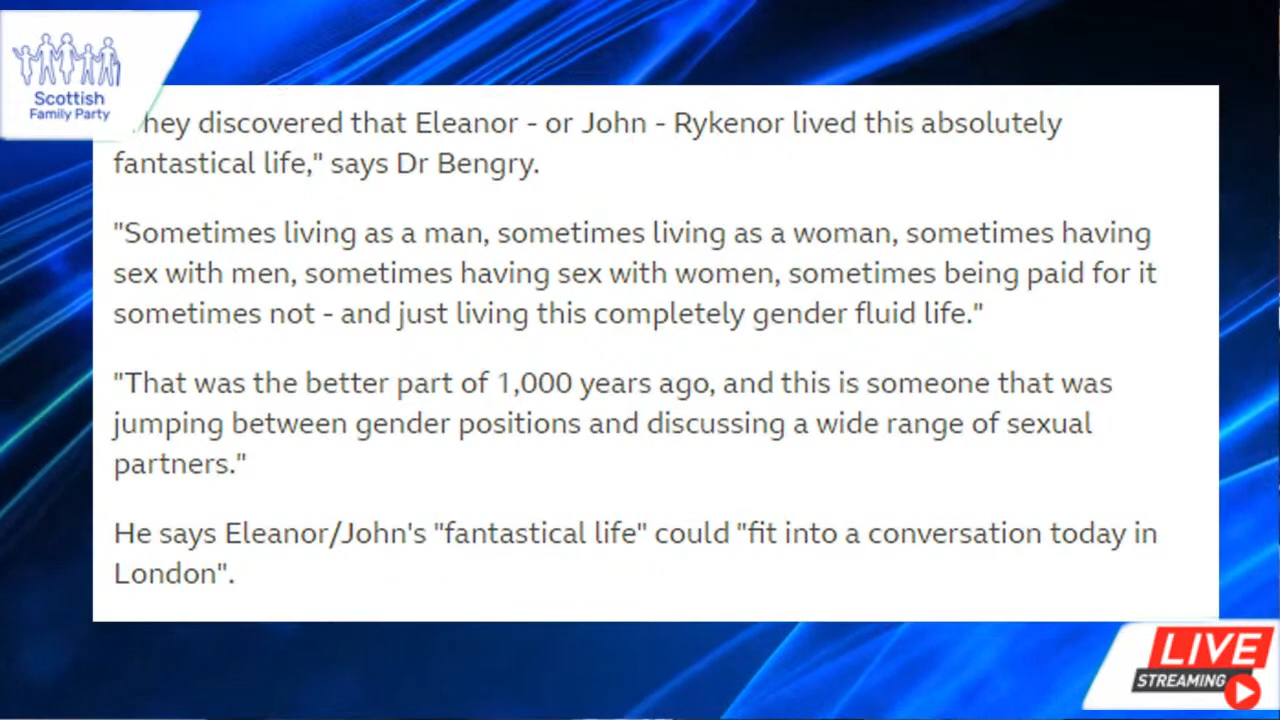 Scottish
Family Party
hey discovered that Eleanor - or John - Rykenor lived this absolutely
fantastical life," says Dr Bengry.
"Sometimes living as a man, sometimes living as a woman, sometimes having
sex with men, sometimes having sex with women, sometimes being paid for it
sometimes not - and just living this completely gender fluid life."
"That was the better part of 1,000 years ago, and this is someone that was
jumping between gender positions and discussing a wide range of sexual
partners."
He says Eleanor/John's "fantastical life" could "fit into a conversation today in
London".
LIVE
STREAMING